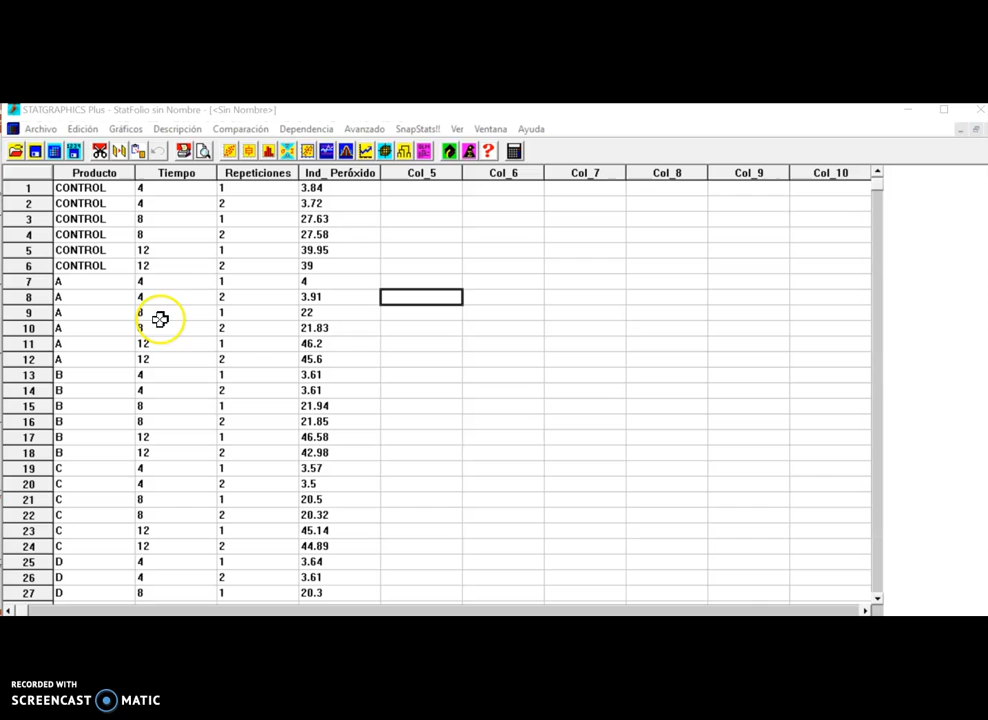 STATGRAPHICS Plus - StatFolio sin Nombre - [<Sin Nombre>]
Archivo Edición Gráficos Descripción Comparación Dependencia Avanzado SnapStats!! Ver Ventana Ayuda
Producto Tiempo Repeticiones Ind_Peróxido Col_5 Col_6 Col_7 Col_8 Col_9 Col_10
1 CONTROL 4 1 3.84
2 CONTROL 4 2 3.72
3 CONTROL 8 1 27.63
4 CONTROL 8 2 27.58
5 CONTROL 12 1 39.95
6 CONTROL 12 2 39
7 A 4 1 4
8 A 4 2 3.91
9 A 8 1 22
10 A 8 2 21.83
11 A 12 1 46.2
12 A 12 2 45.6
13 B 4 1 3.61
14 B 4 2 3.61
15 B 8 1 21.94
16 B 8 2 21.85
17 B 12 1 46.58
18 B 12 2 42.98
19 C 4 1 3.57
20 C 4 2 3.5
21 C 8 1 20.5
22 C 8 2 20.32
23 C 12 1 45.14
24 C 12 2 44.89
25 D 4 1 3.64
26 D 4 2 3.61
27 D 8 1 20.3
RECORDED WITH
SCREENCAST MATIC